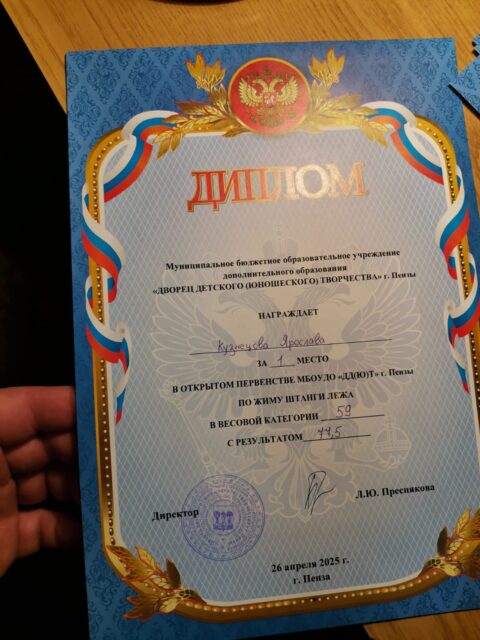 ДИПЛОМ
Муниципальное бюджетное образовательное учреждение
дополнительного образования
«ДВОРЕЦ ДЕТСКОГО (ЮНОШЕСКОГО) ТВОРЧЕСТВА» г. Пензы
НАГРАЖДАЕТ
Кузнецова Ярослава
ЗА 1 МЕСТО
В ОТКРЫТОМ ПЕРВЕНСТВЕ МБОУДО «ДД(Ю)Т» г. Пензы
ПО ЖИМУ ШТАНГИ ЛЕЖА
В ВЕСОВОЙ КАТЕГОРИИ 59
С РЕЗУЛЬТАТОМ 77,5
Директор
Л.Ю. Преснякова
26 апреля 2025 г.
г. Пенза